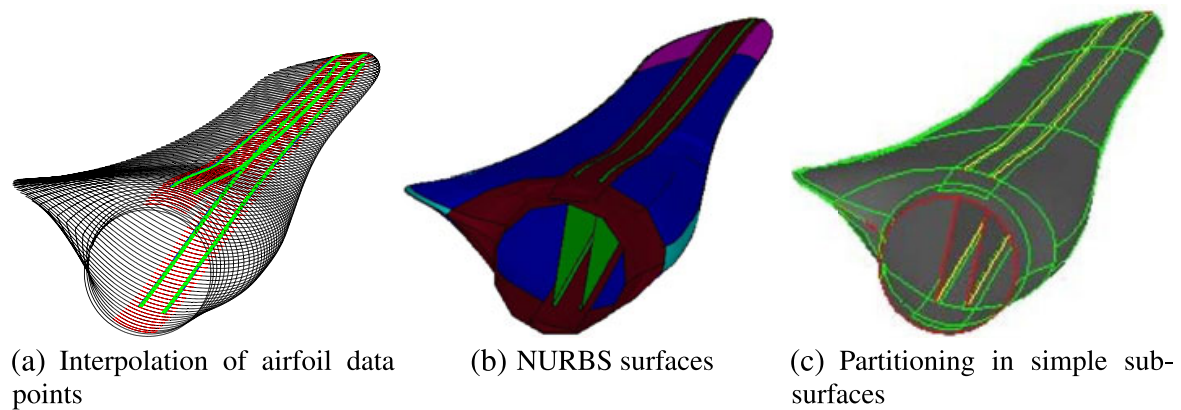 (a) Interpolation of airfoil data
points
(b) NURBS surfaces
(c) Partitioning in simple sub-
surfaces